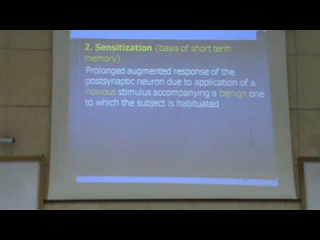 2. Sensitization (basis of short term
memory)
Prolonged augmented response of the
postsynaptic neuron due to application of a
noxious stimulus accompanying a benign one
to which the subject is habituated